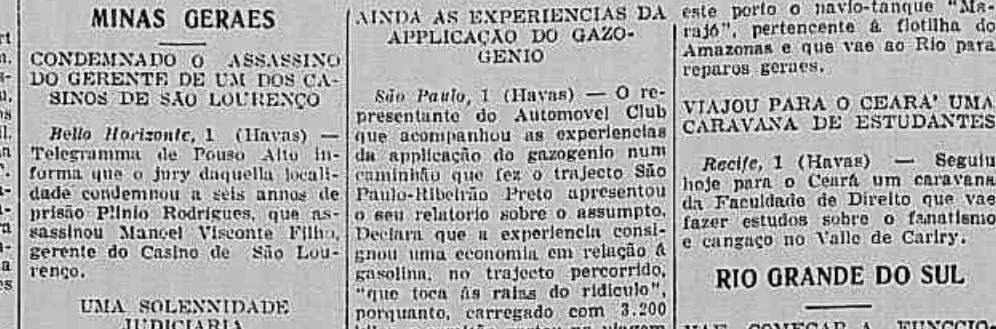 MINAS GERAES
CONDEMNADO O ASSASSINO
DO GERENTE DE UM DOS CA-
SINOS DE SÃO LOURENÇO
Bello Horizonte, 1 (Havas) —
Telegramma de Pouso Alto in-
forma que o jury daquella locali-
dade condemnou a seis annos de
prisão Plinio Rodrigues, que as-
sassinou Manoel Visconte Filho,
gerente do Casino de São Lou-
renço.
UMA SOLENNIDADE
JUDICIARIA
AINDA AS EXPERIENCIAS DA
APPLICAÇÃO DO GAZO-
GENIO
São Paulo, 1 (Havas) — O re-
presentante do Automovel Club
que acompanhou as experiencias
da applicação do gazogenio num
caminhão que fez o trajecto São
Paulo-Ribeirão Preto apresentou
o seu relatorio sobre o assumpto.
Declara que a experiencia consi-
gnou uma economia em relação á
gasolina, no trajecto percorrido,
"que toca ás raias do ridiculo",
porquanto, carregado com 3.200
este porto o navio-tanque "Ma-
rajó", pertencente á flotilha do
Amazonas e que vae ao Rio para
reparos geraes.
VIAJOU PARA O CEARA' UMA
CARAVANA DE ESTUDANTES
Recife, 1 (Havas) — Seguiu
hoje para o Ceará um caravana
da Faculdade de Direito que vae
fazer estudos sobre o fanatismo
e cangaço no Valle de Cariry.
RIO GRANDE DO SUL